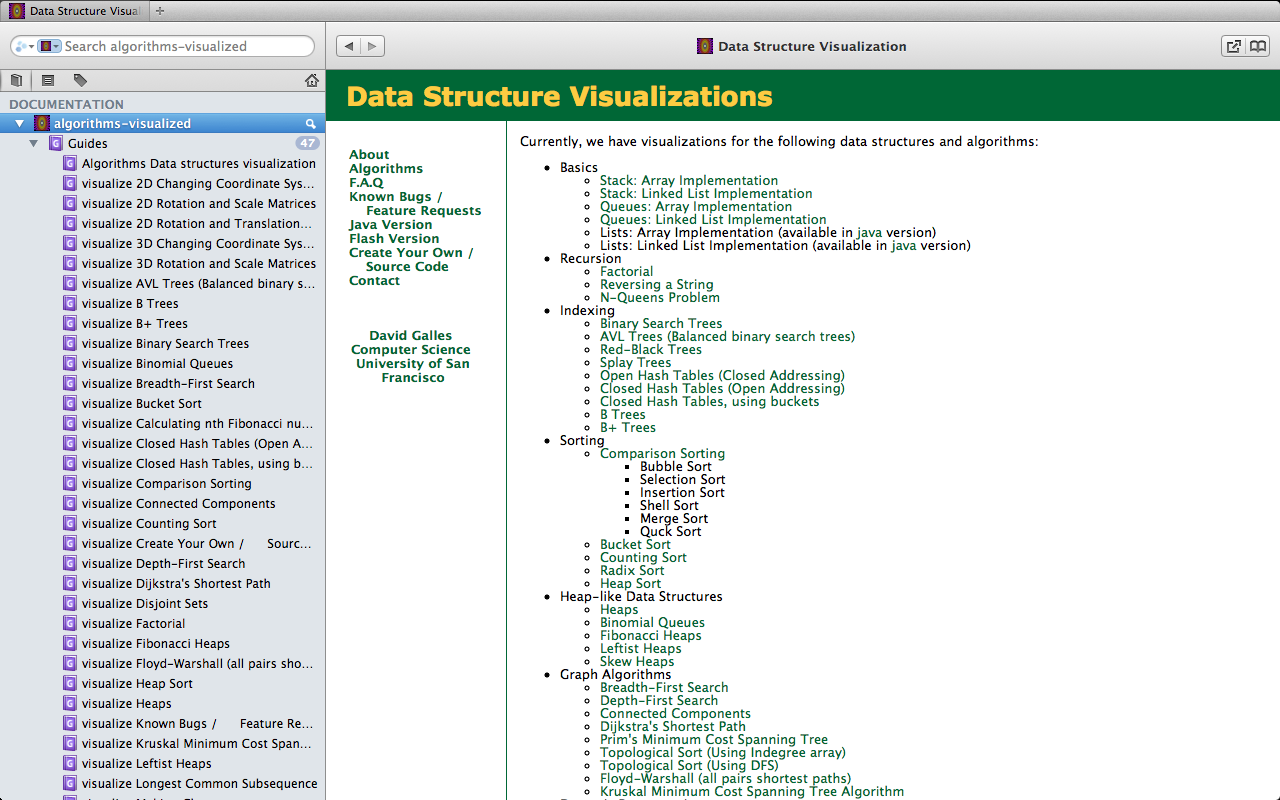 Data Structure Visual
Search algorithms-visualized
Data Structure Visualization
DOCUMENTATION
algorithms-visualized
Guides
47
Algorithms Data structures visualization
visualize 2D Changing Coordinate Sys...
visualize 2D Rotation and Scale Matrices
visualize 2D Rotation and Translation...
visualize 3D Changing Coordinate Sys...
visualize 3D Rotation and Scale Matrices
visualize AVL Trees (Balanced binary s...
visualize B Trees
visualize B+ Trees
visualize Binary Search Trees
visualize Binomial Queues
visualize Breadth-First Search
visualize Bucket Sort
visualize Calculating nth Fibonacci nu...
visualize Closed Hash Tables (Open A...
visualize Closed Hash Tables, using b...
visualize Comparison Sorting
visualize Connected Components
visualize Counting Sort
visualize Create Your Own / Sourc...
visualize Depth-First Search
visualize Dijkstra's Shortest Path
visualize Disjoint Sets
visualize Factorial
visualize Fibonacci Heaps
visualize Floyd-Warshall (all pairs sho...
visualize Heap Sort
visualize Heaps
visualize Known Bugs / Feature Re...
visualize Kruskal Minimum Cost Span...
visualize Leftist Heaps
visualize Longest Common Subsequence
Data Structure Visualizations
About
Algorithms
F.A.Q
Known Bugs /
Feature Requests
Java Version
Flash Version
Create Your Own /
Source Code
Contact
David Galles
Computer Science
University of San
Francisco
Currently, we have visualizations for the following data structures and algorithms:
Basics
Stack: Array Implementation
Stack: Linked List Implementation
Queues: Array Implementation
Queues: Linked List Implementation
Lists: Array Implementation (available in java version)
Lists: Linked List Implementation (available in java version)
Recursion
Factorial
Reversing a String
N-Queens Problem
Indexing
Binary Search Trees
AVL Trees (Balanced binary search trees)
Red-Black Trees
Splay Trees
Open Hash Tables (Closed Addressing)
Closed Hash Tables (Open Addressing)
Closed Hash Tables, using buckets
B Trees
B+ Trees
Sorting
Comparison Sorting
Bubble Sort
Selection Sort
Insertion Sort
Shell Sort
Merge Sort
Quck Sort
Bucket Sort
Counting Sort
Radix Sort
Heap Sort
Heap-like Data Structures
Heaps
Binomial Queues
Fibonacci Heaps
Leftist Heaps
Skew Heaps
Graph Algorithms
Breadth-First Search
Depth-First Search
Connected Components
Dijkstra's Shortest Path
Prim's Minimum Cost Spanning Tree
Topological Sort (Using Indegree array)
Topological Sort (Using DFS)
Floyd-Warshall (all pairs shortest paths)
Kruskal Minimum Cost Spanning Tree Algorithm